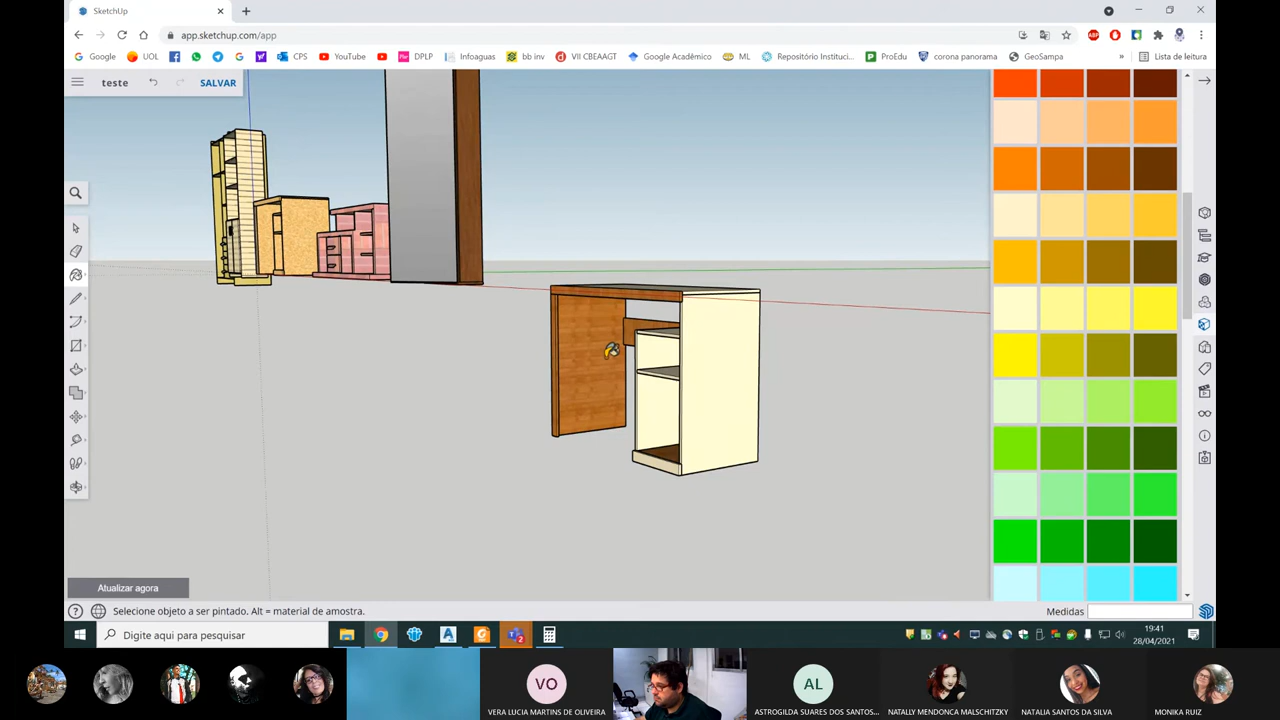 SketchUp
app.sketchup.com/app
Google
UOL
CPS
YouTube
DPLP
Infoaguas
bb inv
VII CBEAAGT
Google Acadêmico
ML
Repositório Instituci...
ProEdu
corona panorama
GeoSampa
»
Lista de leitura
teste
SALVAR
Atualizar agora
Selecione objeto a ser pintado. Alt = material de amostra.
Medidas
Digite aqui para pesquisar
19:41
28/04/2021
VO
AL
VERA LUCIA MARTINS DE OLIVEIRA
ASTROGILDA SUARES DOS SANTOS...
NATALLY MENDONCA MALSCHITZKY
NATALIA SANTOS DA SILVA
MONIKA RUIZ